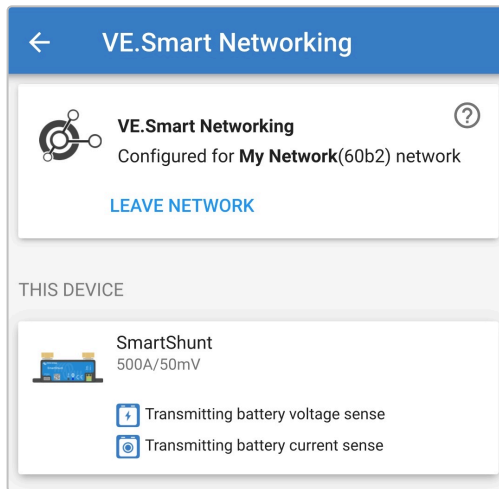 VE.Smart Networking
VE.Smart Networking
Configured for My Network(60b2) network
LEAVE NETWORK
THIS DEVICE
SmartShunt
500A/50mV
Transmitting battery voltage sense
Transmitting battery current sense